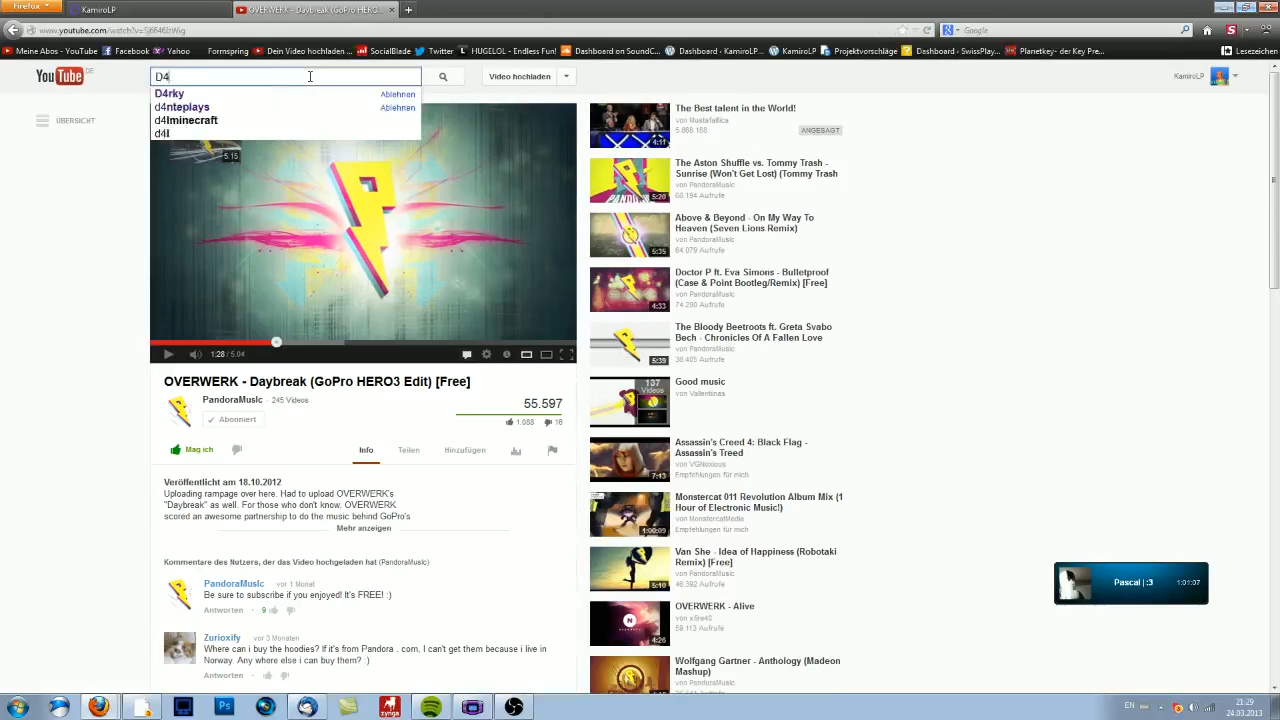 Firefox
KamiroLP
OVERWERK - Daybreak (GoPro HERO...
www.youtube.com/watch?v=Sj6646IzWig
Google
Meine Abos - YouTube
Facebook
Yahoo
Formspring
Dein Video hochladen...
SocialBlade
Twitter
HUGELOL - Endless Fun!
Dashboard on SoundC...
Dashboard - KamiroLP...
KamiroLP
Projektvorschläge
Dashboard - SwissPlay...
Planetkey- der Key Pre...
Lesezeichen
YouTube DE
D4
Video hochladen
KamiroLP
D4rky Ablehnen
d4nteplays Ablehnen
d4lminecraft
d4l
ÜBERSICHT
5.15
1:28 / 5:04
OVERWERK - Daybreak (GoPro HERO3 Edit) [Free]
PandoraMusic · 245 Videos
Abonniert
55.597
1.088 16
Mag ich
Info
Teilen
Hinzufügen
Veröffentlicht am 18.10.2012
Uploading rampage over here. Had to upload OVERWERK's
"Daybreak" as well. For those who don't know, OVERWERK
scored an awesome partnership to do the music behind GoPro's
Mehr anzeigen
Kommentare des Nutzers, der das Video hochgeladen hat (PandoraMusic)
PandoraMusic vor 1 Monat
Be sure to subscribe if you enjoyed! It's FREE! :)
Antworten · 9
Zurioxify vor 3 Monaten
Where can i buy the hoodies? If it's from Pandora . com, I can't get them because i live in
Norway. Any where else i can buy them? :)
Antworten ·
The Best talent in the World!
von Mustafallica
5.868.168
ANGESAGT
4:11
The Aston Shuffle vs. Tommy Trash -
Sunrise (Won't Get Lost) (Tommy Trash
von PandoraMusic
68.194 Aufrufe
5:20
Above & Beyond - On My Way To
Heaven (Seven Lions Remix)
von PandoraMusic
64.079 Aufrufe
5:35
Doctor P ft. Eva Simons - Bulletproof
(Case & Point Bootleg/Remix) [Free]
von PandoraMusic
74.290 Aufrufe
4:33
The Bloody Beetroots ft. Greta Svabo
Bech - Chronicles Of A Fallen Love
von PandoraMusic
38.405 Aufrufe
5:39
Good music
von Valentiinas
137
Videos
Assassin's Creed 4: Black Flag -
Assassin's Treed
von VGNoxious
Empfehlungen für mich
7:13
Monstercat 011 Revolution Album Mix (1
Hour of Electronic Music!)
von MonstercatMedia
Empfehlungen für mich
1:00:09
Van She - Idea of Happiness (Robotaki
Remix) [Free]
von PandoraMusic
46.392 Aufrufe
5:10
OVERWERK - Alive
von xfire40
59.113 Aufrufe
4:26
Wolfgang Gartner - Anthology (Madeon
Mashup)
von PandoraMusic
Pascal | :3 1:01:07
Ps
zynga
EN
21:29
24.03.2013